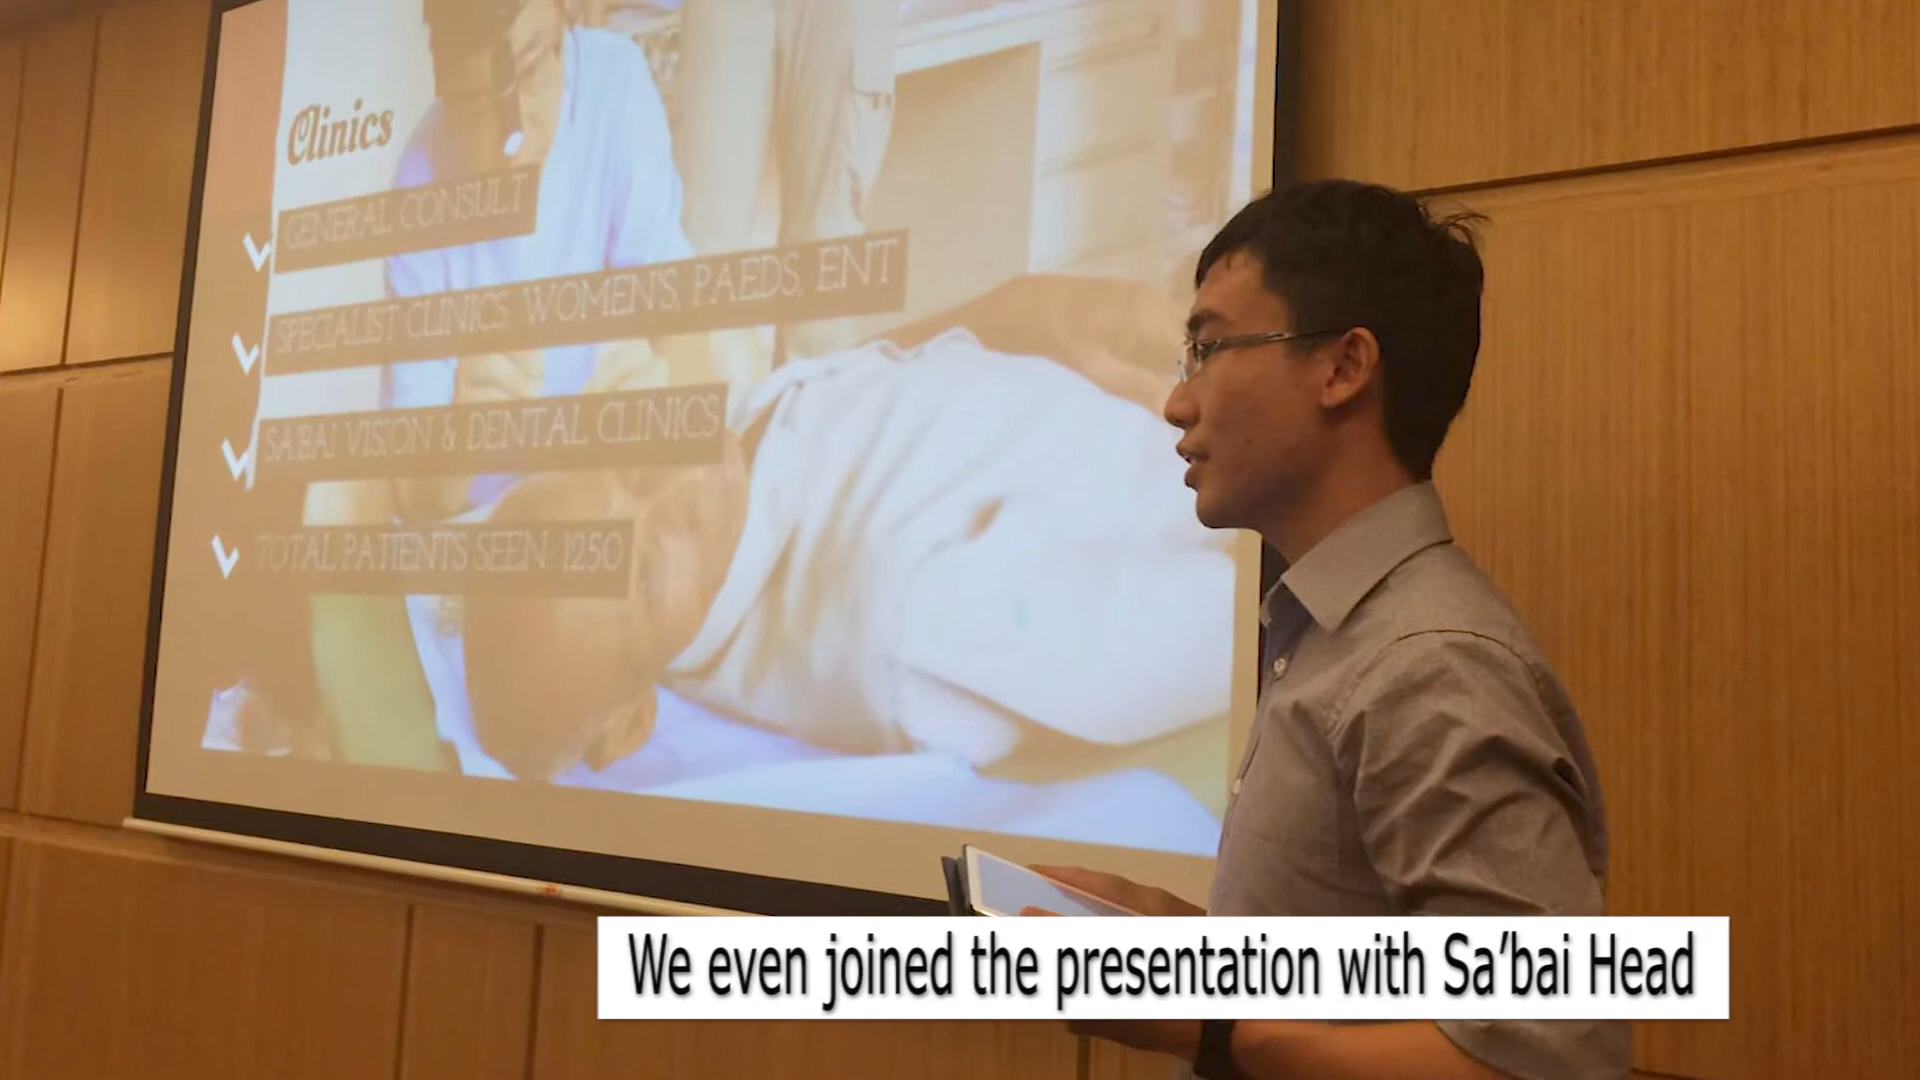 Clinics
GENERAL CONSULT
SPECIALIST CLINICS: WOMEN'S, PAEDS, ENT
SA'BAI VISION & DENTAL CLINICS
TOTAL PATIENTS SEEN: 1250
We even joined the presentation with Sa'bai Head